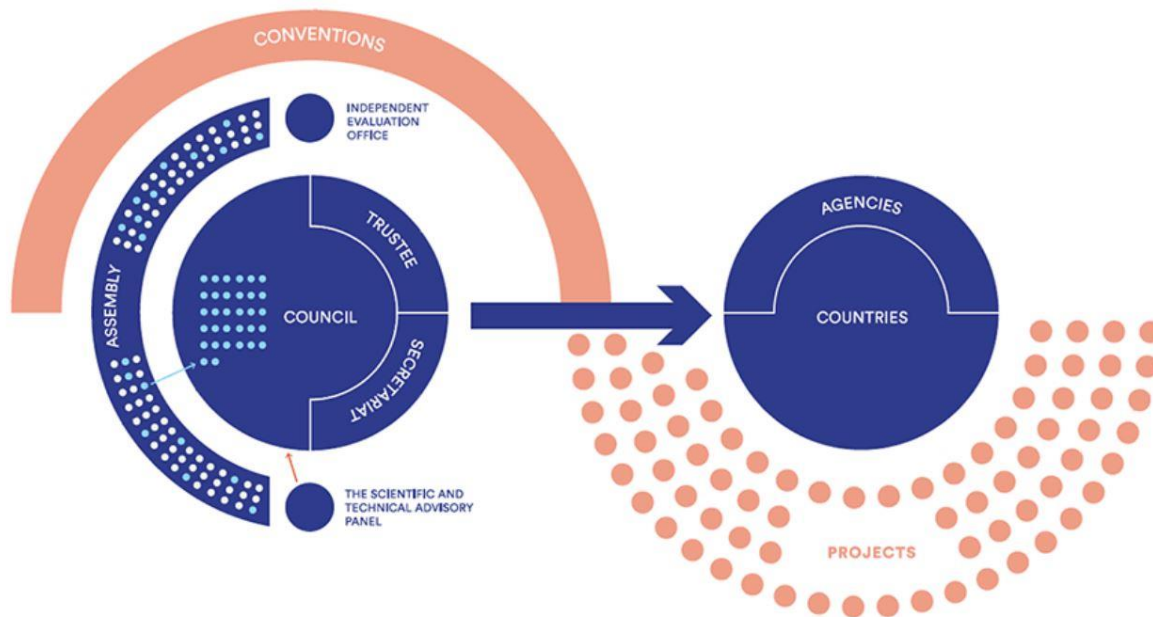 CONVENTIONS
INDEPENDENT
EVALUATION
OFFICE
ASSEMBLY
TRUSTEE
COUNCIL
SECRETARIAT
THE SCIENTIFIC AND
TECHNICAL ADVISORY
PANEL
AGENCIES
COUNTRIES
PROJECTS